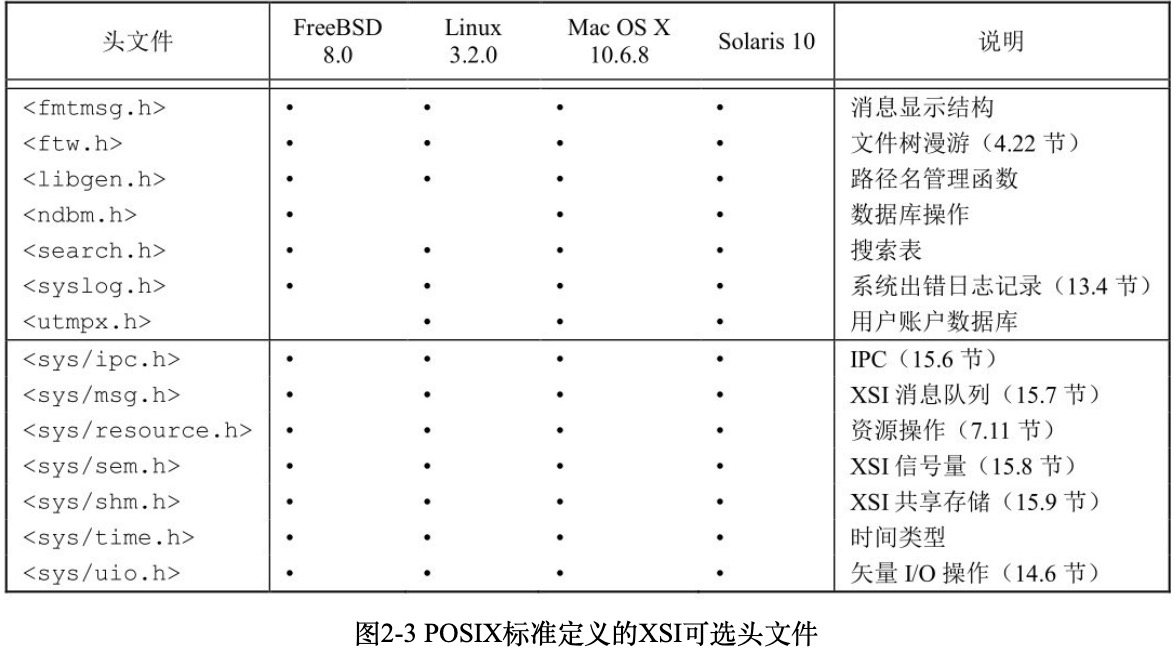 头文件 FreeBSD 8.0 Linux 3.2.0 Mac OS X 10.6.8 Solaris 10 说明
<fmtmsg.h> • • • • 消息显示结构
<ftw.h> • • • • 文件树漫游（4.22 节）
<libgen.h> • • • • 路径名管理函数
<ndbm.h> • • • 数据库操作
<search.h> • • • • 搜索表
<syslog.h> • • • • 系统出错日志记录（13.4 节）
<utmpx.h> • • • 用户账户数据库
<sys/ipc.h> • • • • IPC（15.6 节）
<sys/msg.h> • • • • XSI 消息队列（15.7 节）
<sys/resource.h> • • • • 资源操作（7.11 节）
<sys/sem.h> • • • • XSI 信号量（15.8 节）
<sys/shm.h> • • • • XSI 共享存储（15.9 节）
<sys/time.h> • • • • 时间类型
<sys/uio.h> • • • • 矢量 I/O 操作（14.6 节）
图2-3 POSIX标准定义的XSI可选头文件